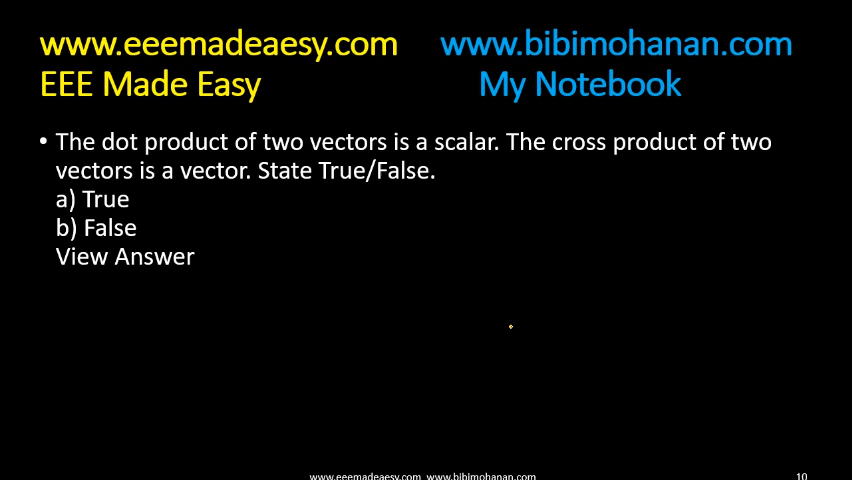 www.eeemadeaesy.com www.bibimohanan.com
EEE Made Easy My Notebook
• The dot product of two vectors is a scalar. The cross product of two
vectors is a vector. State True/False.
a) True
b) False
View Answer
www.eeemadeaesy.com www.bibimohanan.com 10